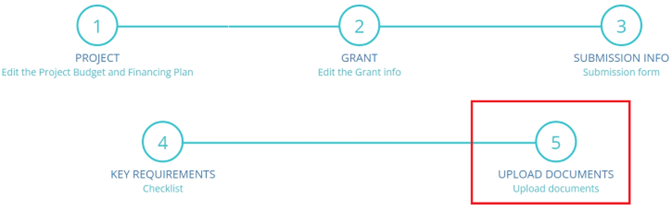 1
2
3
PROJECT
GRANT
SUBMISSION INFO
Edit the Project Budget and Financing Plan
Edit the Grant info
Submission form
4
5
KEY REQUIREMENTS
UPLOAD DOCUMENTS
Checklist
Upload documents